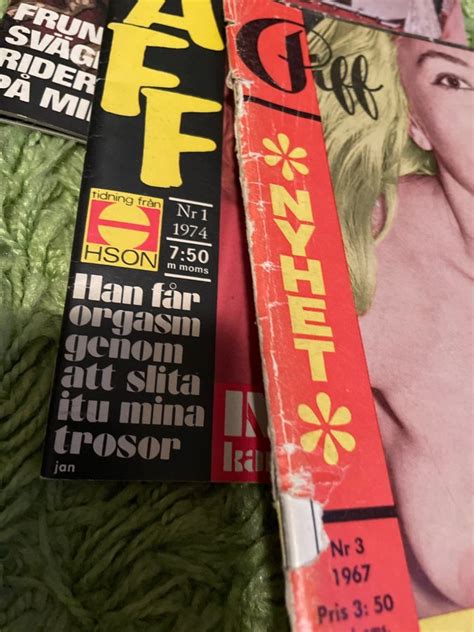 FRUN
SVÄG
RIDER
PÅ MI
AFF
tidning från
HSON
Nr 1
1974
7:50
m moms
Han får
orgasm
genom
att slita
itu mina
trosor
jan
Piff
NYHET
Nr 3
1967
Pris 3:50